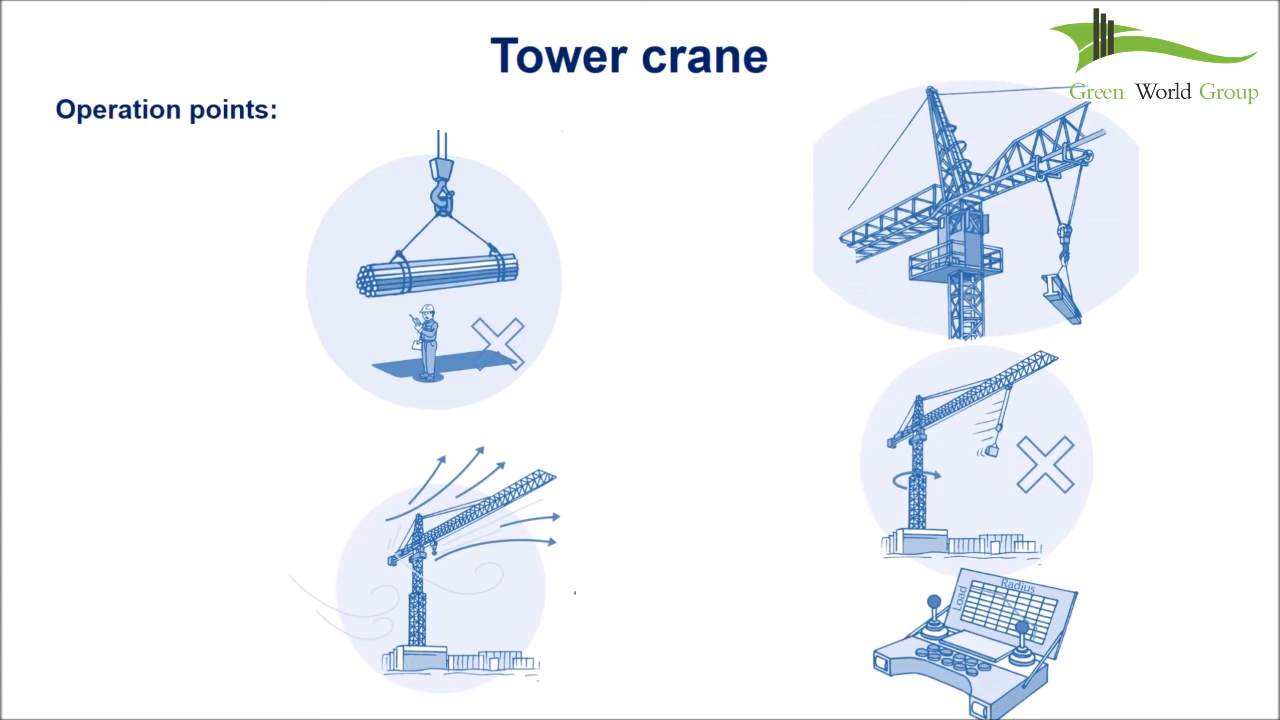 Tower crane
Green World Group
Operation points:
Radius
Load